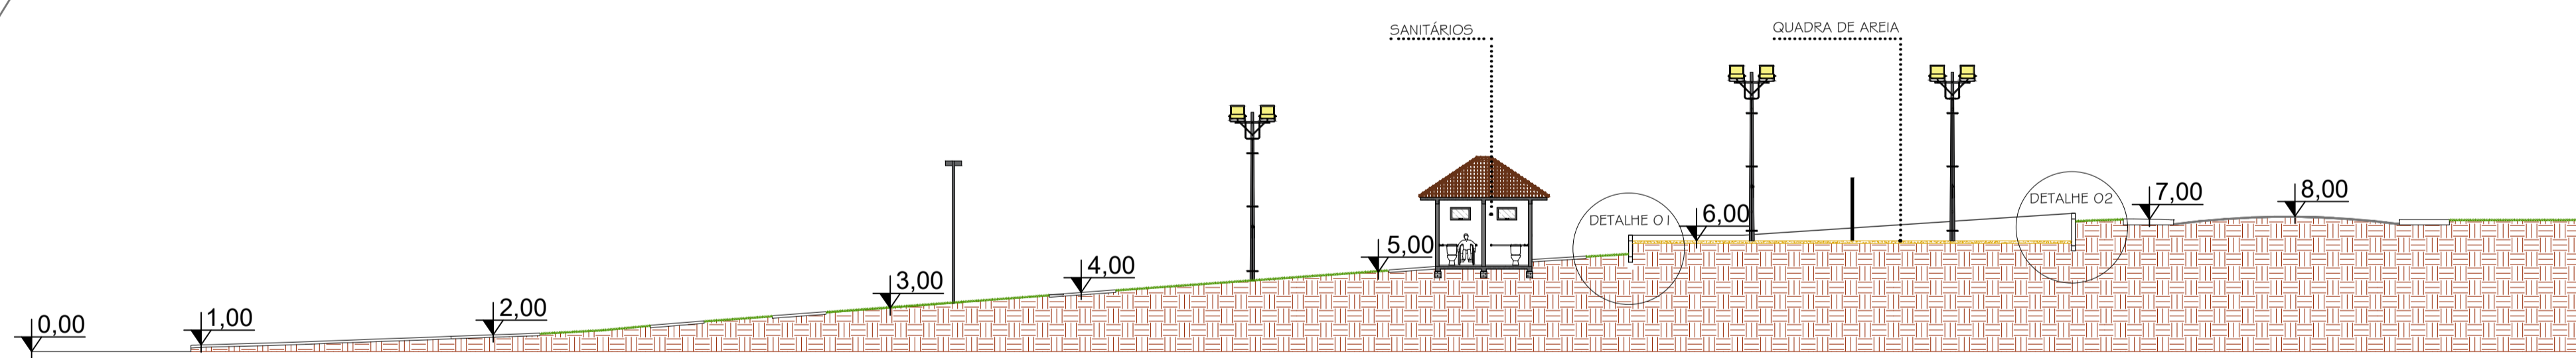 SANITÁRIOS
QUADRA DE AREIA
0,00
1,00
2,00
3,00
4,00
5,00
DETALHE 01
6,00
DETALHE 02
7,00
8,00